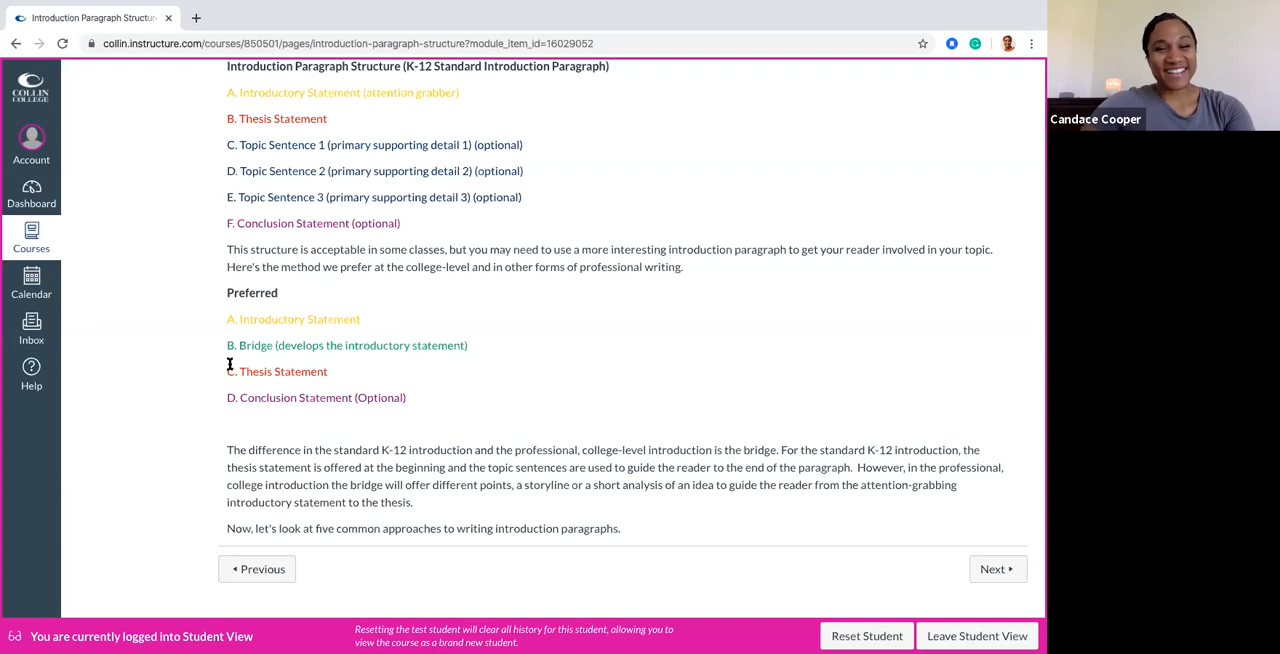 Introduction Paragraph Structur
collin.instructure.com/courses/850501/pages/introduction-paragraph-structure?module_item_id=16029052
COLLIN
COLLEGE
Account
Dashboard
Courses
Calendar
Inbox
Help
Introduction Paragraph Structure (K-12 Standard Introduction Paragraph)
A. Introductory Statement (attention grabber)
B. Thesis Statement
C. Topic Sentence 1 (primary supporting detail 1) (optional)
D. Topic Sentence 2 (primary supporting detail 2) (optional)
E. Topic Sentence 3 (primary supporting detail 3) (optional)
F. Conclusion Statement (optional)
This structure is acceptable in some classes, but you may need to use a more interesting introduction paragraph to get your reader involved in your topic.
Here's the method we prefer at the college-level and in other forms of professional writing.
Preferred
A. Introductory Statement
B. Bridge (develops the introductory statement)
C. Thesis Statement
D. Conclusion Statement (Optional)
The difference in the standard K-12 introduction and the professional, college-level introduction is the bridge. For the standard K-12 introduction, the
thesis statement is offered at the beginning and the topic sentences are used to guide the reader to the end of the paragraph. However, in the professional,
college introduction the bridge will offer different points, a storyline or a short analysis of an idea to guide the reader from the attention-grabbing
introductory statement to the thesis.
Now, let's look at five common approaches to writing introduction paragraphs.
Previous
Next
You are currently logged into Student View
Resetting the test student will clear all history for this student, allowing you to
view the course as a brand new student.
Reset Student
Leave Student View
Candace Cooper